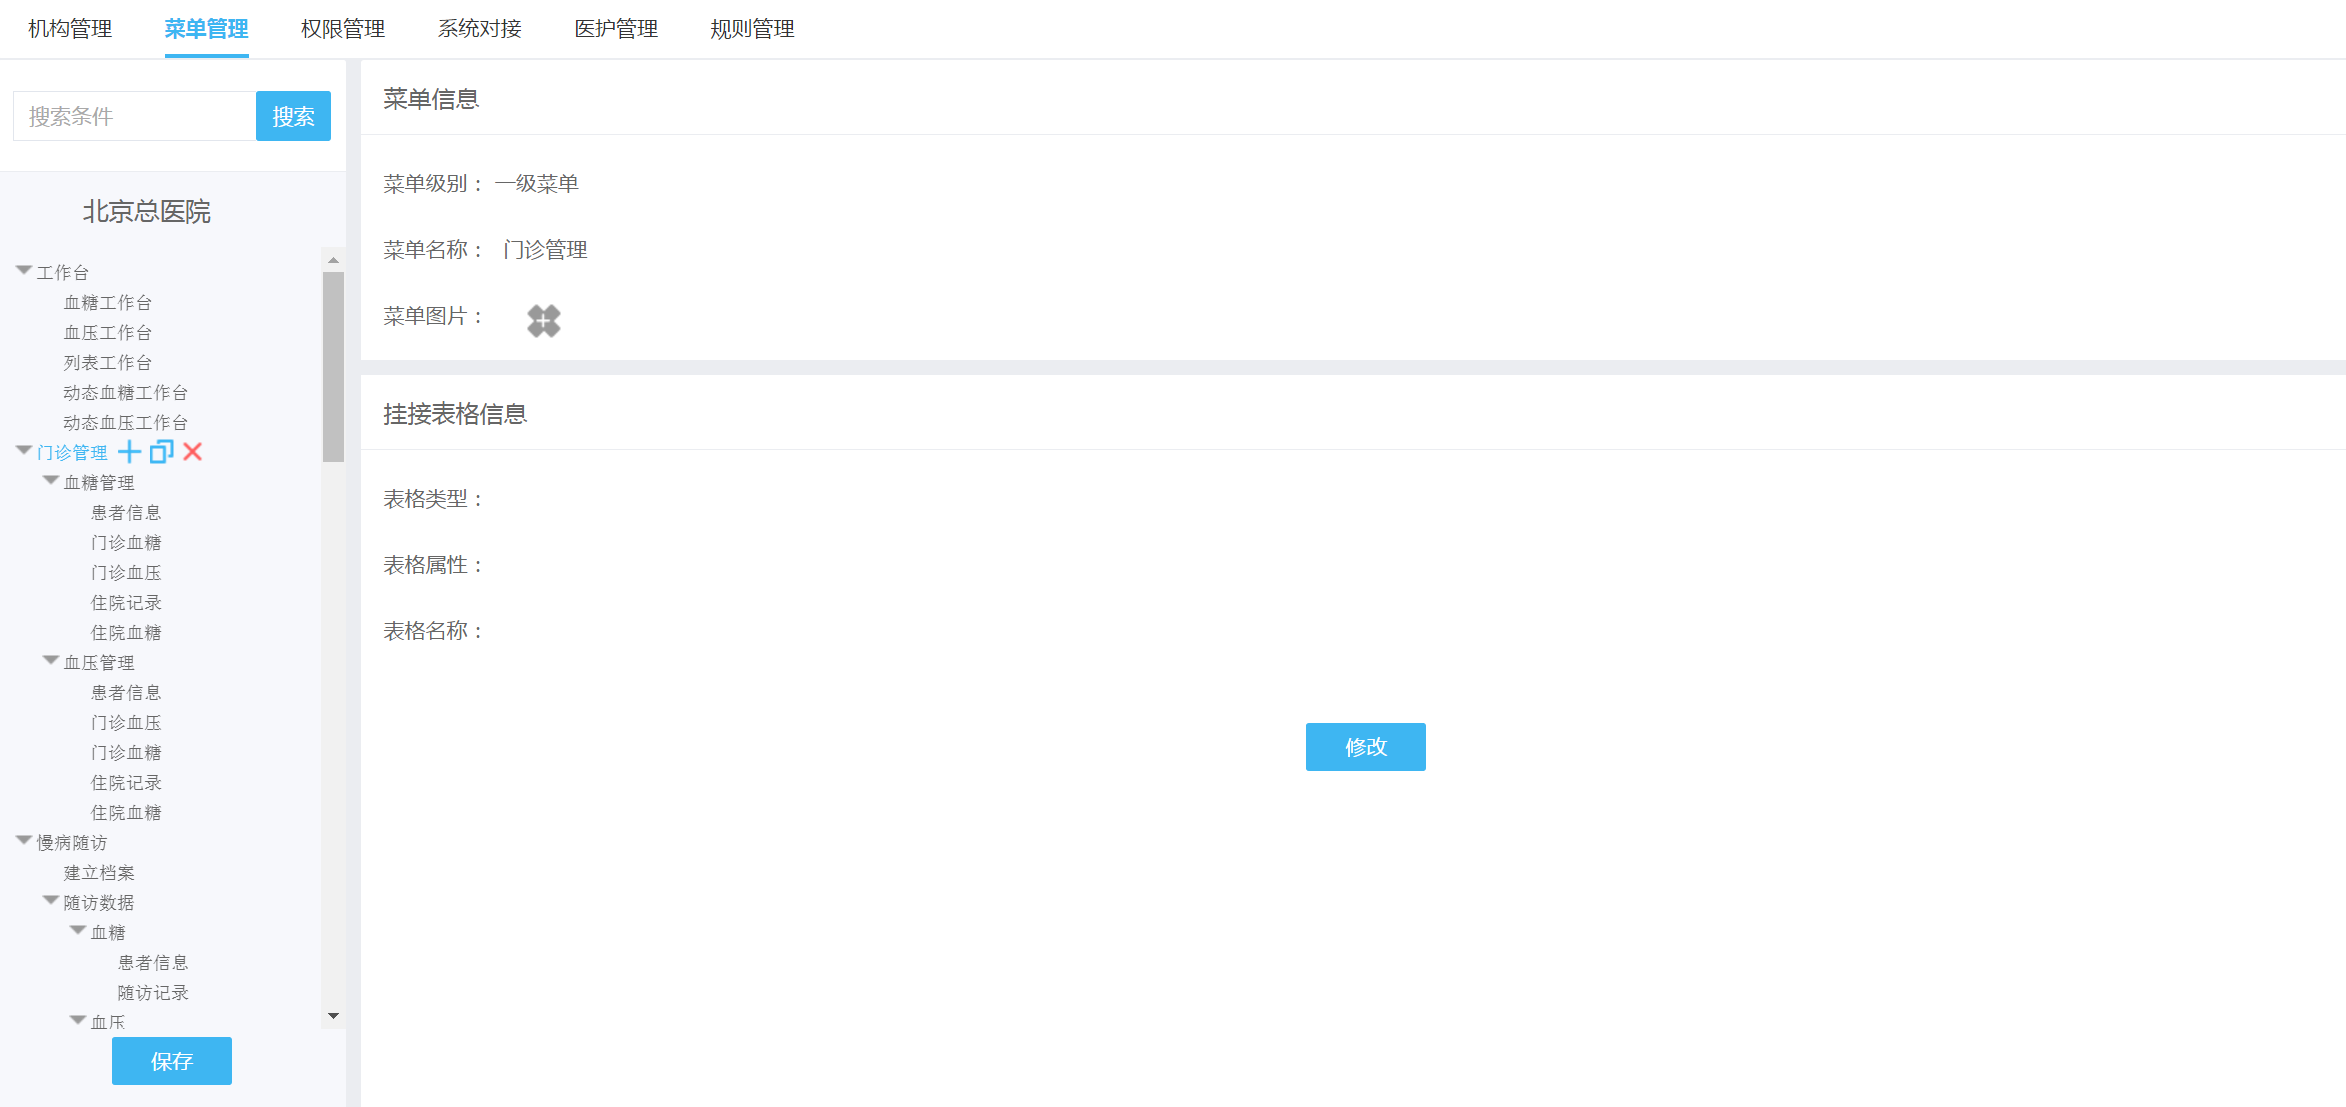 机构管理 菜单管理 权限管理 系统对接 医护管理 规则管理
搜索条件 搜索
北京总医院
工作台
血糖工作台
血压工作台
列表工作台
动态血糖工作台
动态血压工作台
门诊管理
血糖管理
患者信息
门诊血糖
门诊血压
住院记录
住院血糖
血压管理
患者信息
门诊血压
门诊血糖
住院记录
住院血糖
慢病随访
建立档案
随访数据
血糖
患者信息
随访记录
血压
保存
菜单信息
菜单级别： 一级菜单
菜单名称： 门诊管理
菜单图片：
挂接表格信息
表格类型：
表格属性：
表格名称：
修改